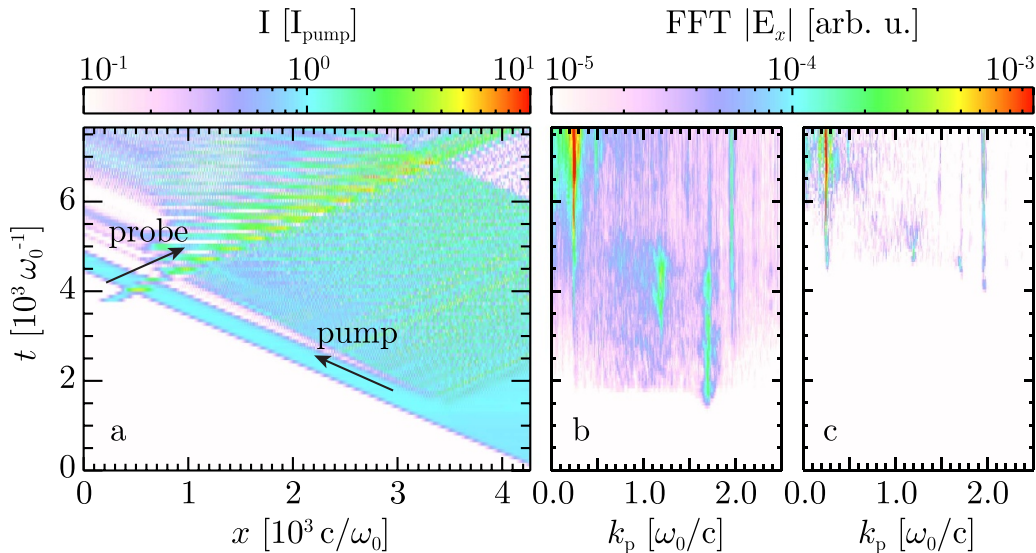 I [I_pump]
FFT |E_x| [arb. u.]
10^-1 10^0 10^1
10^-5 10^-4 10^-3
t [10^3 ω_0^-1]
6
4
2
0
probe
pump
a
b
c
0 1 2 3 4
0.0 1.0 2.0
0.0 1.0 2.0
x [10^3 c/ω_0]
k_p [ω_0/c]
k_p [ω_0/c]